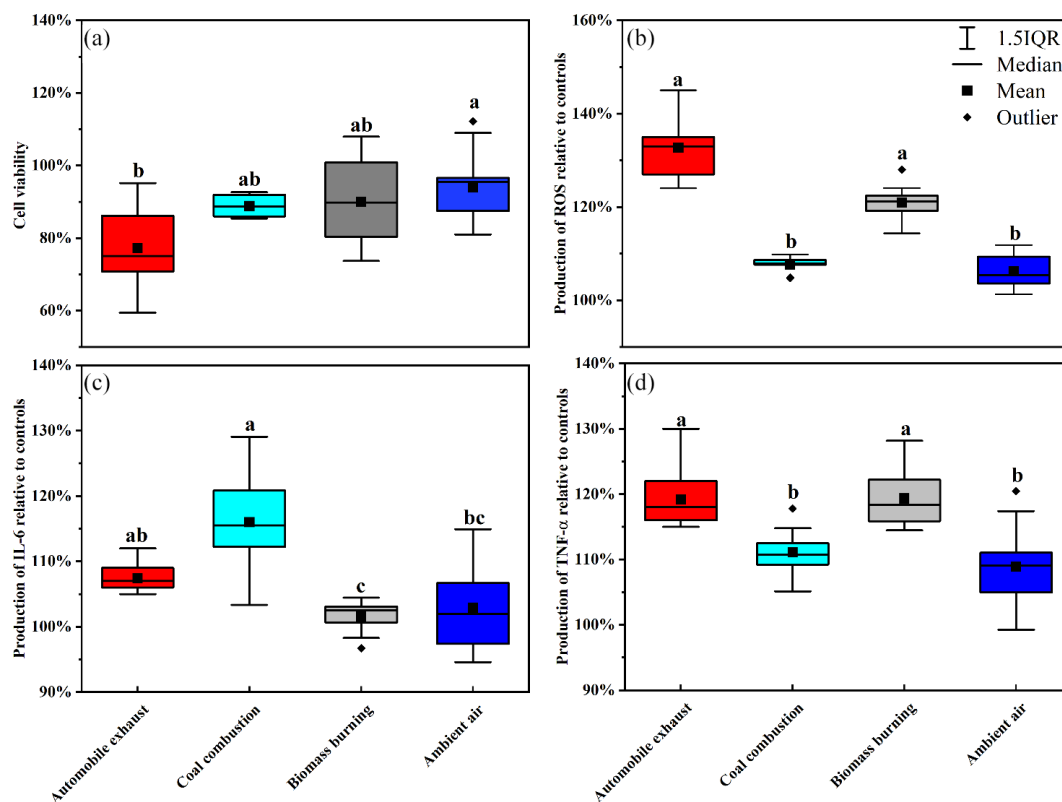 (a)
140%
120%
100%
80%
60%
Cell viability
b
ab
ab
a
(b)
160%
140%
120%
100%
Production of ROS relative to controls
a
b
a
b
1.5IQR
Median
Mean
Outlier
(c)
140%
130%
120%
110%
100%
90%
Production of IL-6 relative to controls
ab
a
c
bc
Automobile exhaust
Coal combustion
Biomass burning
Ambient air
(d)
140%
130%
120%
110%
100%
90%
Production of TNF-α relative to controls
a
b
a
b
Automobile exhaust
Coal combustion
Biomass burning
Ambient air